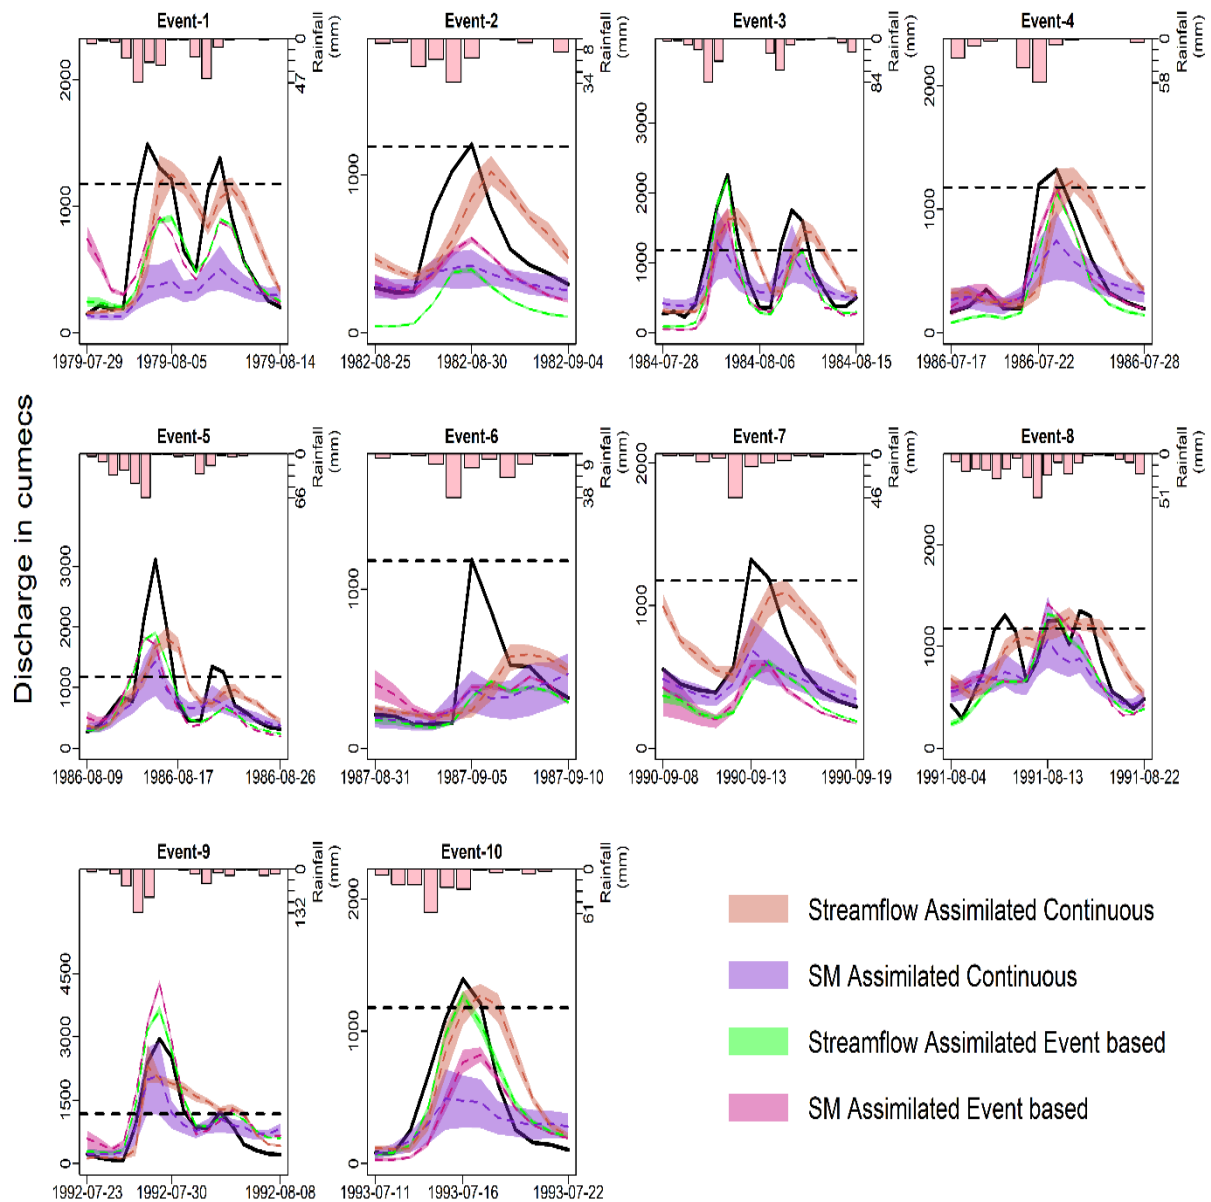 Event-1
Event-2
Event-3
Event-4
0
47
Rainfall
(mm)
8
34
Rainfall
(mm)
0
84
Rainfall
(mm)
0
58
Rainfall
(mm)
0
1000
2000
0
1000
0
1000
2000
3000
0
1000
2000
1979-07-29
1979-08-05
1979-08-14
1982-08-25
1982-08-30
1982-09-04
1984-07-28
1984-08-06
1984-08-15
1986-07-17
1986-07-22
1986-07-28
Discharge in cumecs
Event-5
Event-6
Event-7
Event-8
0
66
Rainfall
(mm)
9
38
Rainfall
(mm)
0
46
Rainfall
(mm)
0
51
Rainfall
(mm)
0
1000
2000
3000
0
1000
0
1000
2000
0
1000
2000
1986-08-09
1986-08-17
1986-08-26
1987-08-31
1987-09-05
1987-09-10
1990-09-08
1990-09-13
1990-09-19
1991-08-04
1991-08-13
1991-08-22
Event-9
Event-10
0
132
Rainfall
(mm)
0
61
Rainfall
(mm)
0
1500
3000
4500
0
1000
2000
1992-07-23
1992-07-30
1992-08-08
1993-07-11
1993-07-16
1993-07-22
Streamflow Assimilated Continuous
SM Assimilated Continuous
Streamflow Assimilated Event based
SM Assimilated Event based